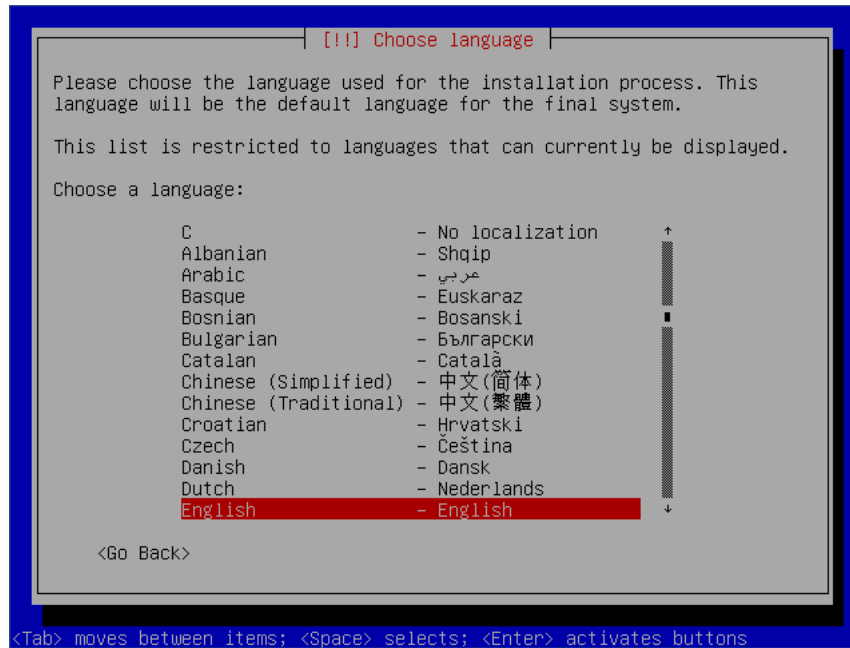 [!!] Choose language
Please choose the language used for the installation process. This
language will be the default language for the final system.
This list is restricted to languages that can currently be displayed.
Choose a language:
C - No localization
Albanian - Shqip
Arabic - عربي
Basque - Euskaraz
Bosnian - Bosanski
Bulgarian - Български
Catalan - Català
Chinese (Simplified) - 中文(简体)
Chinese (Traditional) - 中文(繁體)
Croatian - Hrvatski
Czech - Čeština
Danish - Dansk
Dutch - Nederlands
English - English
<Go Back>
<Tab> moves between items; <Space> selects; <Enter> activates buttons